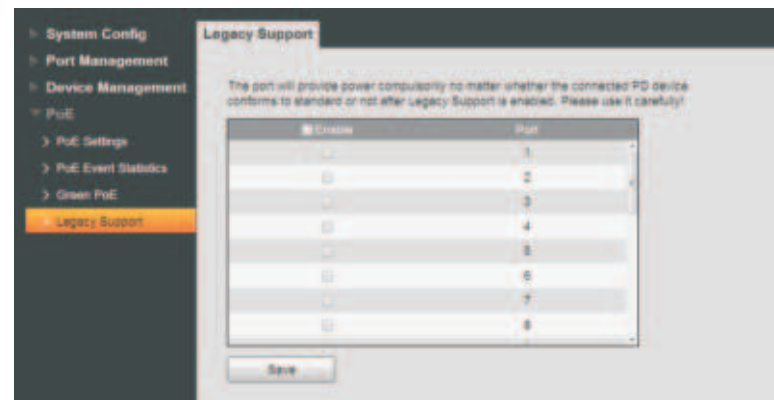 System Config
Port Management
Device Management
PoE
PoE Settings
PoE Event Statistics
Green PoE
Legacy Support
Legacy Support
The port will provide power compulsorily no matter whether the connected PD device
conforms to standard or not after Legacy Support is enabled. Please use it carefully!
Enable Port
1
2
3
4
5
6
7
8
Save